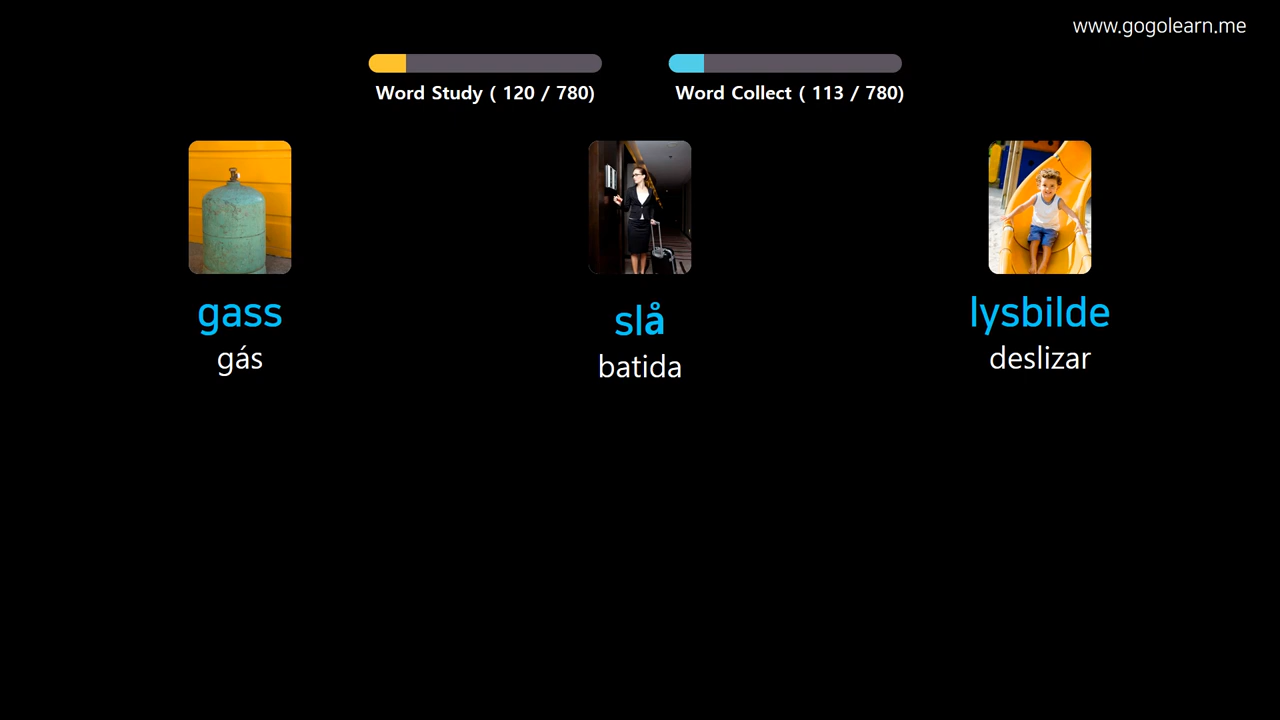 www.gogolearn.me
Word Study ( 120 / 780)
Word Collect ( 113 / 780)
gass
gás
slå
batida
lysbilde
deslizar